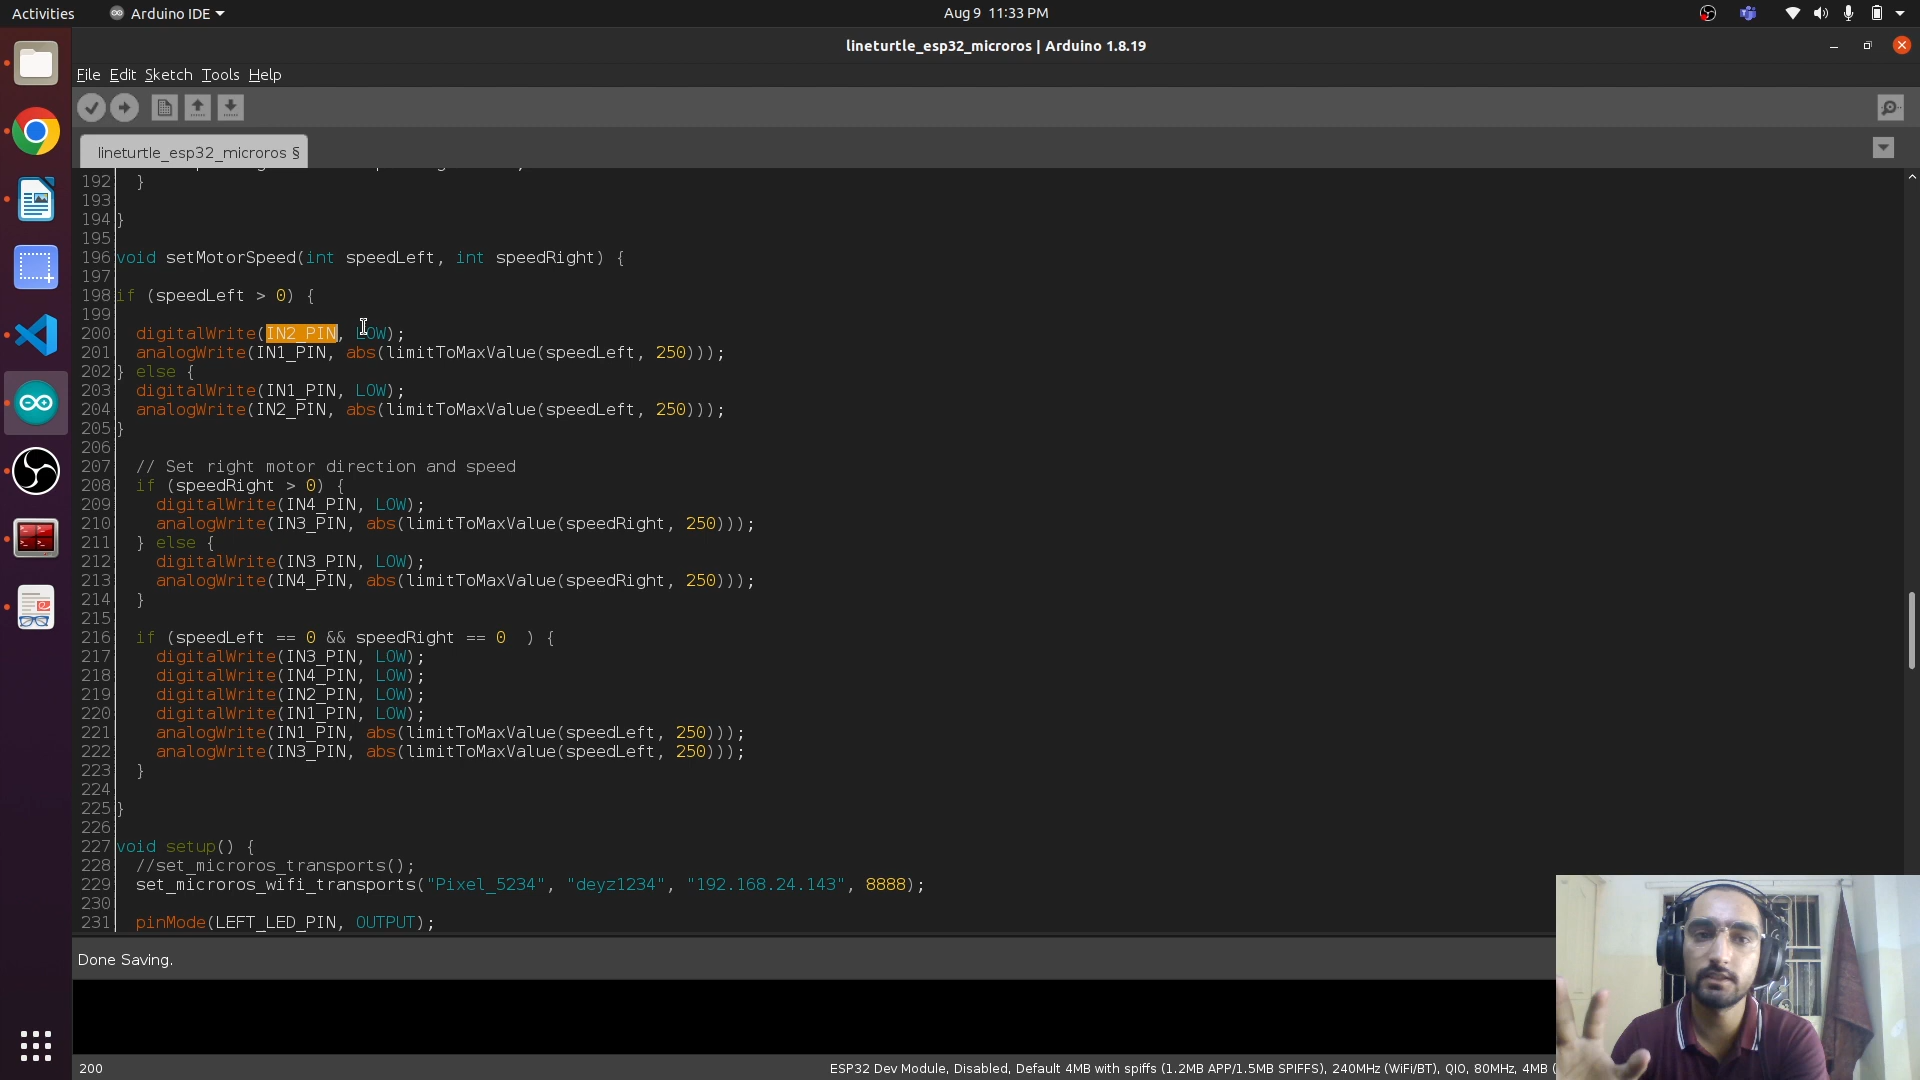 Activities
Arduino IDE
Aug 9 11:33 PM
lineturtle_esp32_microros | Arduino 1.8.19
File Edit Sketch Tools Help
lineturtle_esp32_microros §
192 }
193
194 }
195
196 void setMotorSpeed(int speedLeft, int speedRight) {
197
198 if (speedLeft > 0) {
199
200 digitalWrite(IN2_PIN, LOW);
201 analogWrite(IN1_PIN, abs(limitToMaxValue(speedLeft, 250)));
202 } else {
203 digitalWrite(IN1_PIN, LOW);
204 analogWrite(IN2_PIN, abs(limitToMaxValue(speedLeft, 250)));
205 }
206
207 // Set right motor direction and speed
208 if (speedRight > 0) {
209 digitalWrite(IN4_PIN, LOW);
210 analogWrite(IN3_PIN, abs(limitToMaxValue(speedRight, 250)));
211 } else {
212 digitalWrite(IN3_PIN, LOW);
213 analogWrite(IN4_PIN, abs(limitToMaxValue(speedRight, 250)));
214 }
215
216 if (speedLeft == 0 && speedRight == 0 ) {
217 digitalWrite(IN3_PIN, LOW);
218 digitalWrite(IN4_PIN, LOW);
219 digitalWrite(IN2_PIN, LOW);
220 digitalWrite(IN1_PIN, LOW);
221 analogWrite(IN1_PIN, abs(limitToMaxValue(speedLeft, 250)));
222 analogWrite(IN3_PIN, abs(limitToMaxValue(speedLeft, 250)));
223 }
224
225 }
226
227 void setup() {
228 //set_microros_transports();
229 set_microros_wifi_transports("Pixel_5234", "deyz1234", "192.168.24.143", 8888);
230
231 pinMode(LEFT_LED_PIN, OUTPUT);
Done Saving.
200
ESP32 Dev Module, Disabled, Default 4MB with spiffs (1.2MB APP/1.5MB SPIFFS), 240MHz (WiFi/BT), QIO, 80MHz, 4MB (